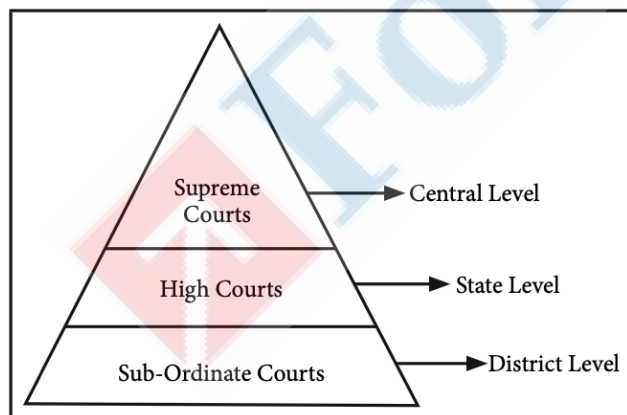 Supreme
Courts
Central Level
High Courts
State Level
Sub-Ordinate Courts
District Level